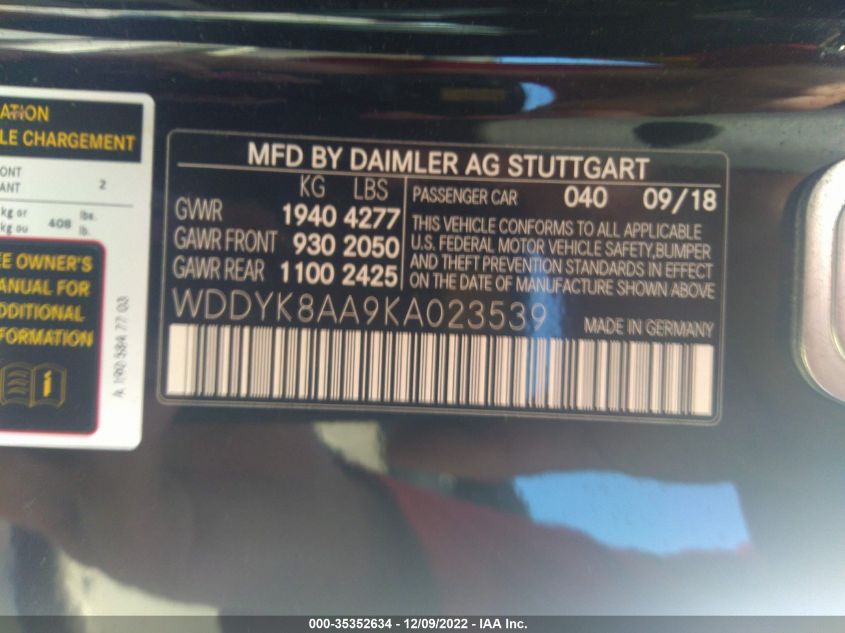 ATION
LE CHARGEMENT
ONT
ANT 2
kg or 408 lbs.
kg ou lb.
EE OWNER'S
ANUAL FOR
DDITIONAL
FORMATION
MFD BY DAIMLER AG STUTTGART
KG LBS
GVWR 1940 4277
GAWR FRONT 930 2050
GAWR REAR 1100 2425
PASSENGER CAR 040 09/18
THIS VEHICLE CONFORMS TO ALL APPLICABLE
U.S. FEDERAL MOTOR VEHICLE SAFETY,BUMPER
AND THEFT PREVENTION STANDARDS IN EFFECT
ON THE DATE OF MANUFACTURE SHOWN ABOVE
WDDYK8AA9KA023539 MADE IN GERMANY
000-35352634 - 12/09/2022 - IAA Inc.